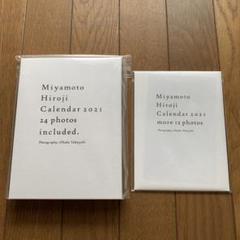 Miyamoto
Hiroji
Calendar 2021
24 photos
included.
Miyamoto
Hiroji
Calendar 2021
more 12 photos